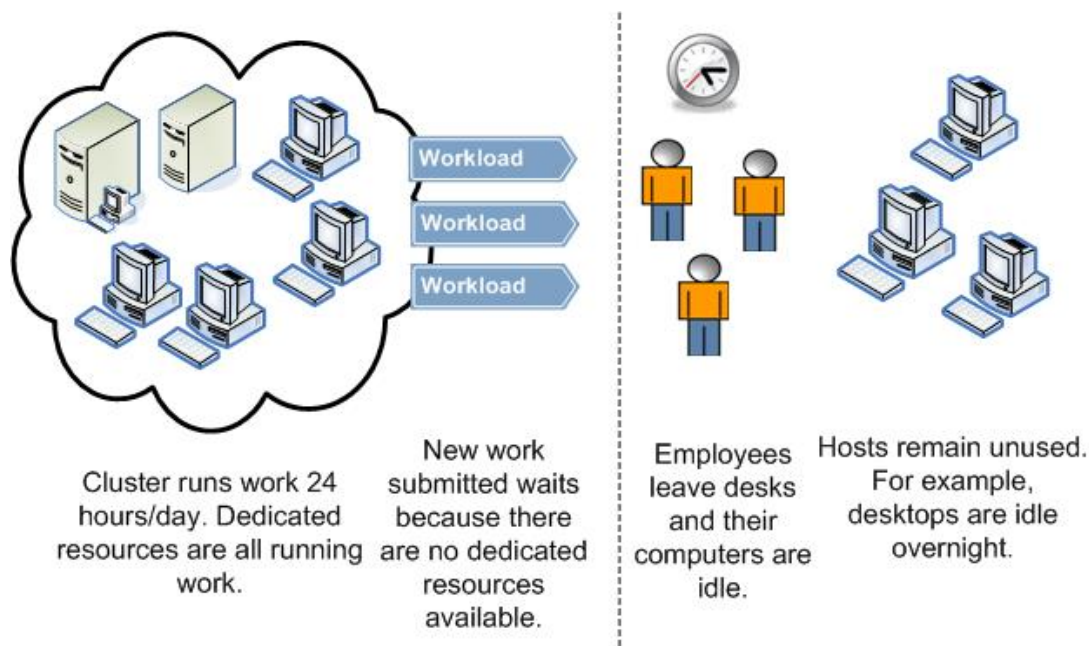 Workload
Workload
Workload
Cluster runs work 24
hours/day. Dedicated
resources are all running
work.
New work
submitted waits
because there
are no dedicated
resources
available.
Employees
leave desks
and their
computers are
idle.
Hosts remain unused.
For example,
desktops are idle
overnight.